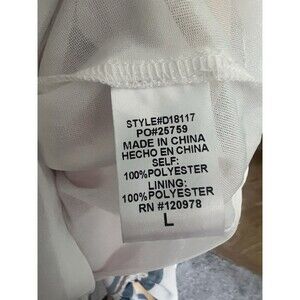 STYLE#D18117
PO#25759
MADE IN CHINA
HECHO EN CHINA
SELF:
100%POLYESTER
LINING:
100%POLYESTER
RN #120978
L